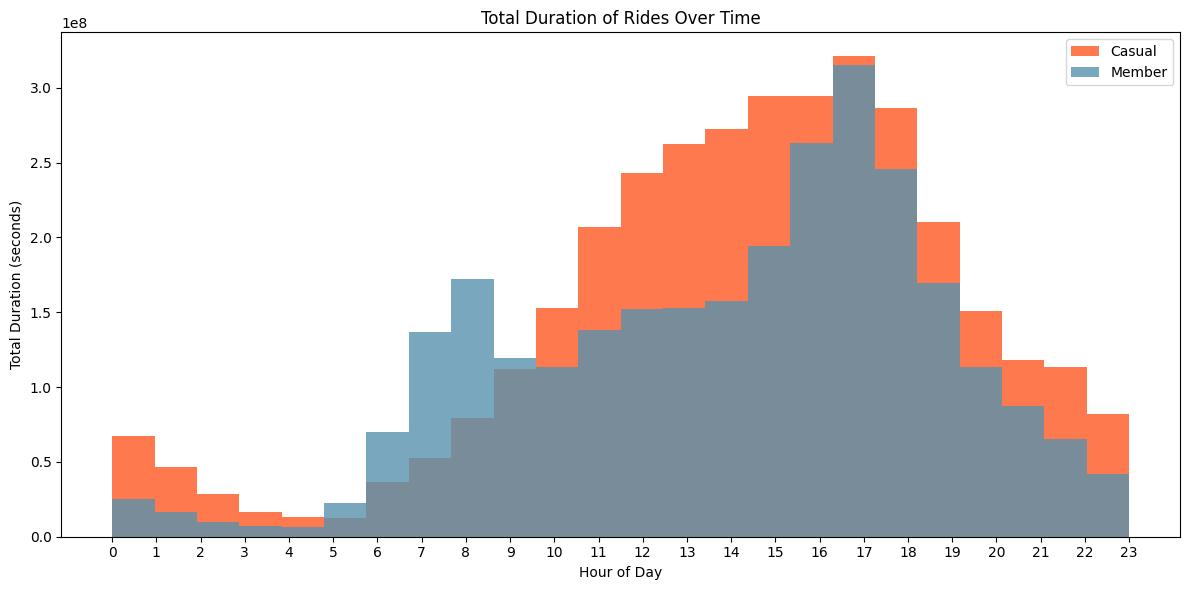 Total Duration of Rides Over Time
1e8
Casual
Member
3.0
2.5
2.0
1.5
1.0
0.5
0.0
Total Duration (seconds)
0 1 2 3 4 5 6 7 8 9 10 11 12 13 14 15 16 17 18 19 20 21 22 23
Hour of Day